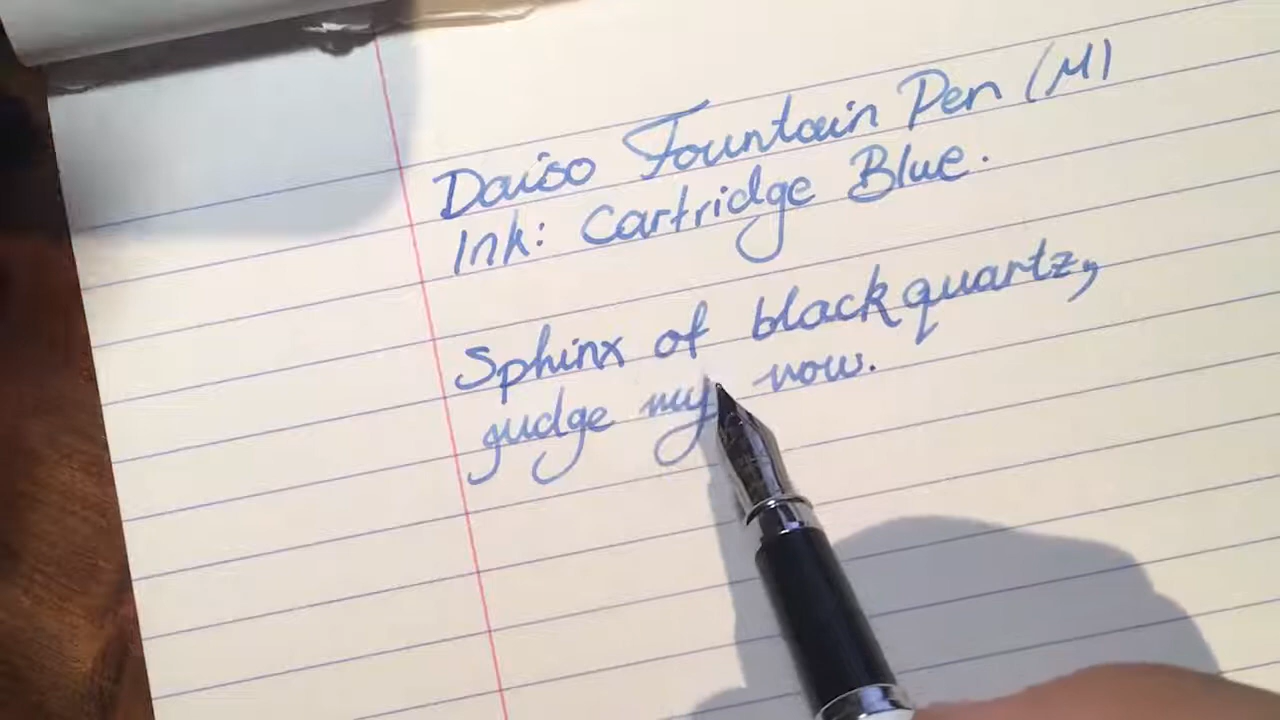 Daiso Fountain Pen (M)
Ink: Cartridge Blue.
Sphinx of black quartz,
judge my vow.